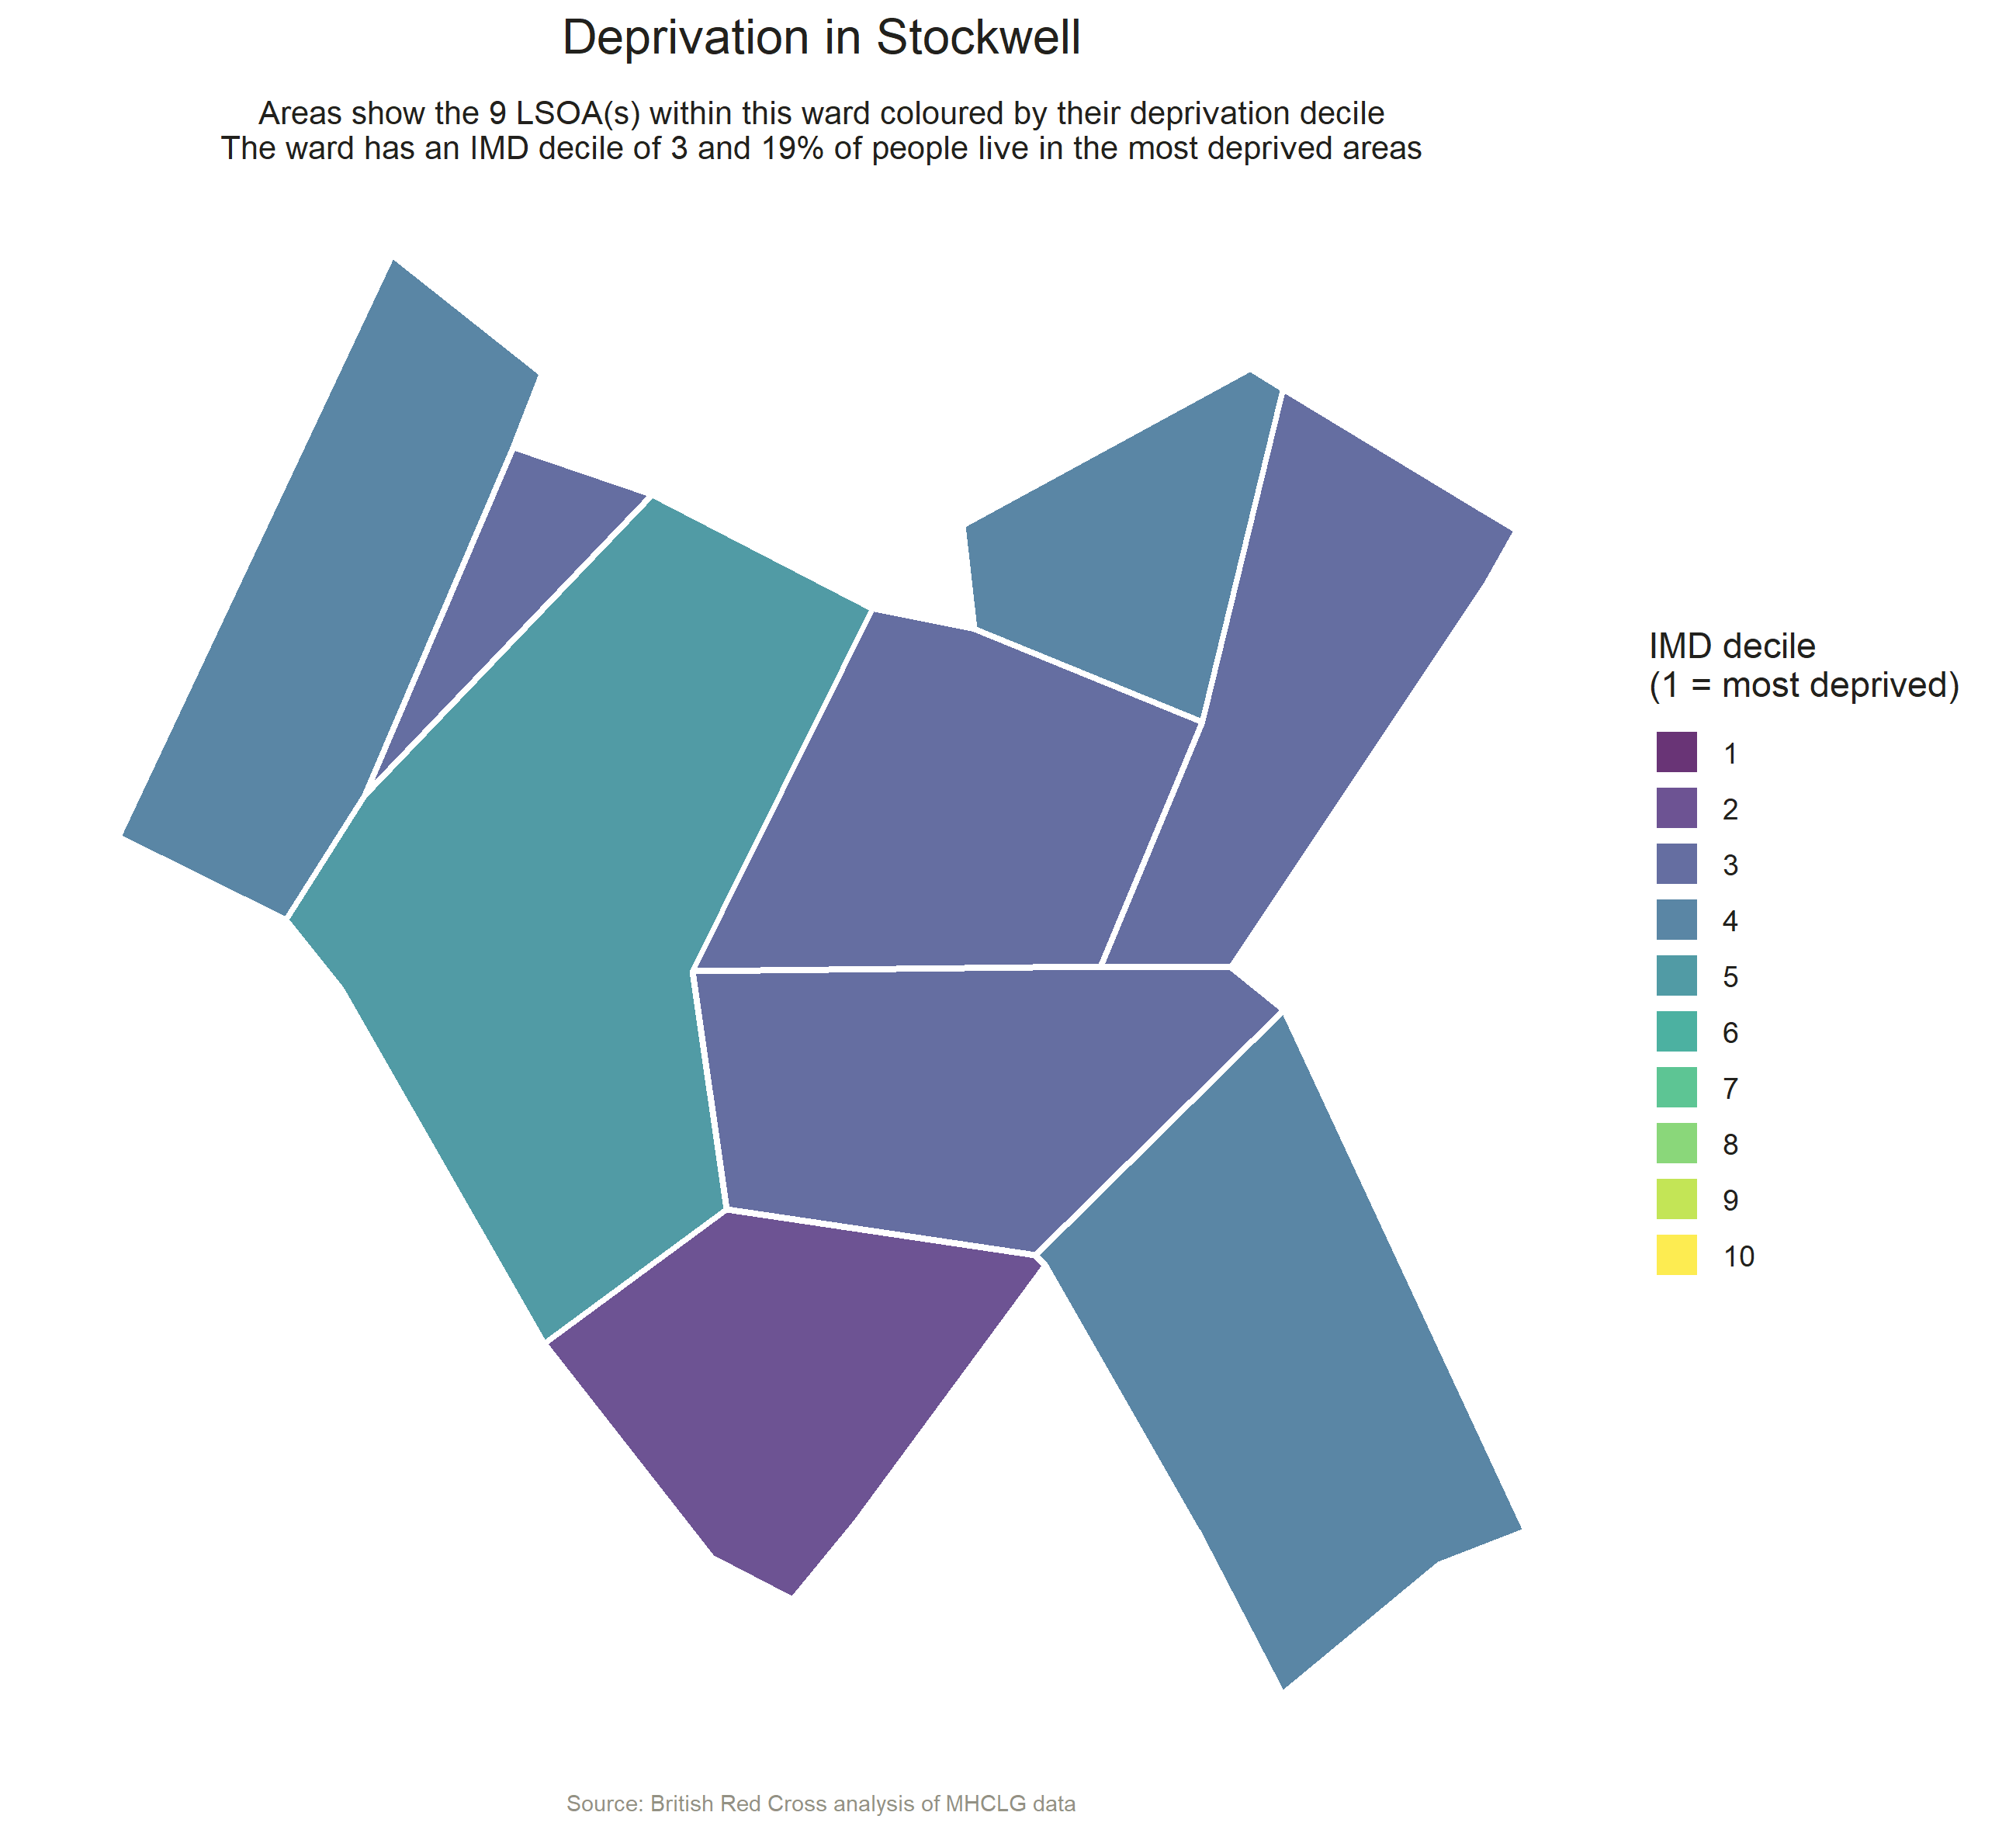 Deprivation in Stockwell
Areas show the 9 LSOA(s) within this ward coloured by their deprivation decile
The ward has an IMD decile of 3 and 19% of people live in the most deprived areas
IMD decile
(1 = most deprived)
1
2
3
4
5
6
7
8
9
10
Source: British Red Cross analysis of MHCLG data